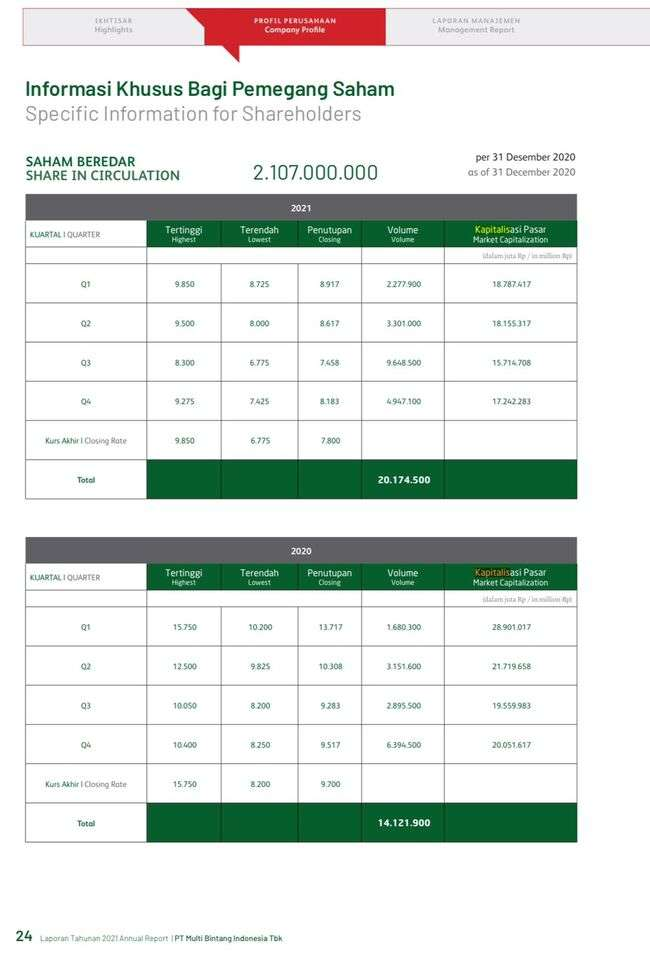 IKHTISAR
Highlights
PROFIL PERUSAHAAN
Company Profile
LAPORAN MANAJEMEN
Management Report
Informasi Khusus Bagi Pemegang Saham
Specific Information for Shareholders
SAHAM BEREDAR
SHARE IN CIRCULATION
2.107.000.000
per 31 Desember 2020
as of 31 December 2020
2021
KUARTAL | QUARTER Tertinggi Terendah Penutupan Volume Kapitalisasi Pasar
Highest Lowest Closing Volume Market Capitalization
(dalam juta Rp / in million Rp)
Q1 9.850 8.725 8.917 2.277.900 18.787.417
Q2 9.500 8.000 8.617 3.301.000 18.155.317
Q3 8.300 6.775 7.458 9.648.500 15.714.708
Q4 9.275 7.425 8.183 4.947.100 17.242.283
Kurs Akhir | Closing Rate 9.850 6.775 7.800
Total 20.174.500
2020
KUARTAL | QUARTER Tertinggi Terendah Penutupan Volume Kapitalisasi Pasar
Highest Lowest Closing Volume Market Capitalization
(dalam juta Rp / in million Rp)
Q1 15.750 10.200 13.717 1.680.300 28.901.017
Q2 12.500 9.825 10.308 3.151.600 21.719.658
Q3 10.050 8.200 9.283 2.895.500 19.559.983
Q4 10.400 8.250 9.517 6.394.500 20.051.617
Kurs Akhir | Closing Rate 15.750 8.200 9.700
Total 14.121.900
24 Laporan Tahunan 2021 Annual Report | PT Multi Bintang Indonesia Tbk